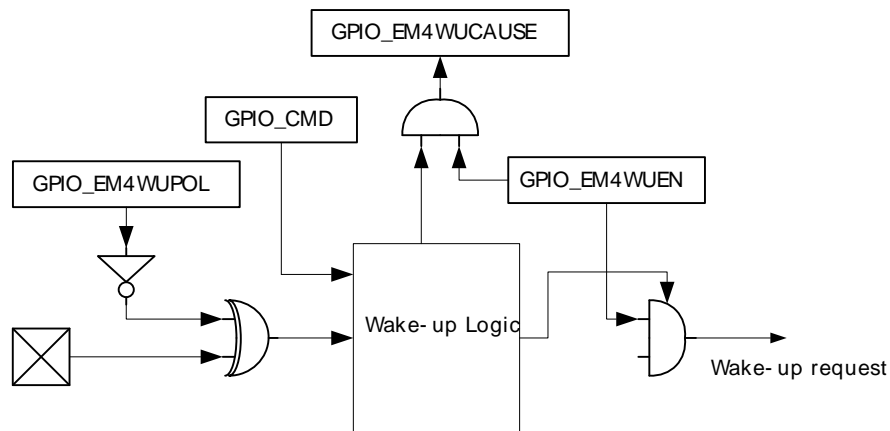 GPIO_EM4WUCAUSE
GPIO_CMD
GPIO_EM4WUPOL
GPIO_EM4WUEN
Wake-up Logic
Wake-up request